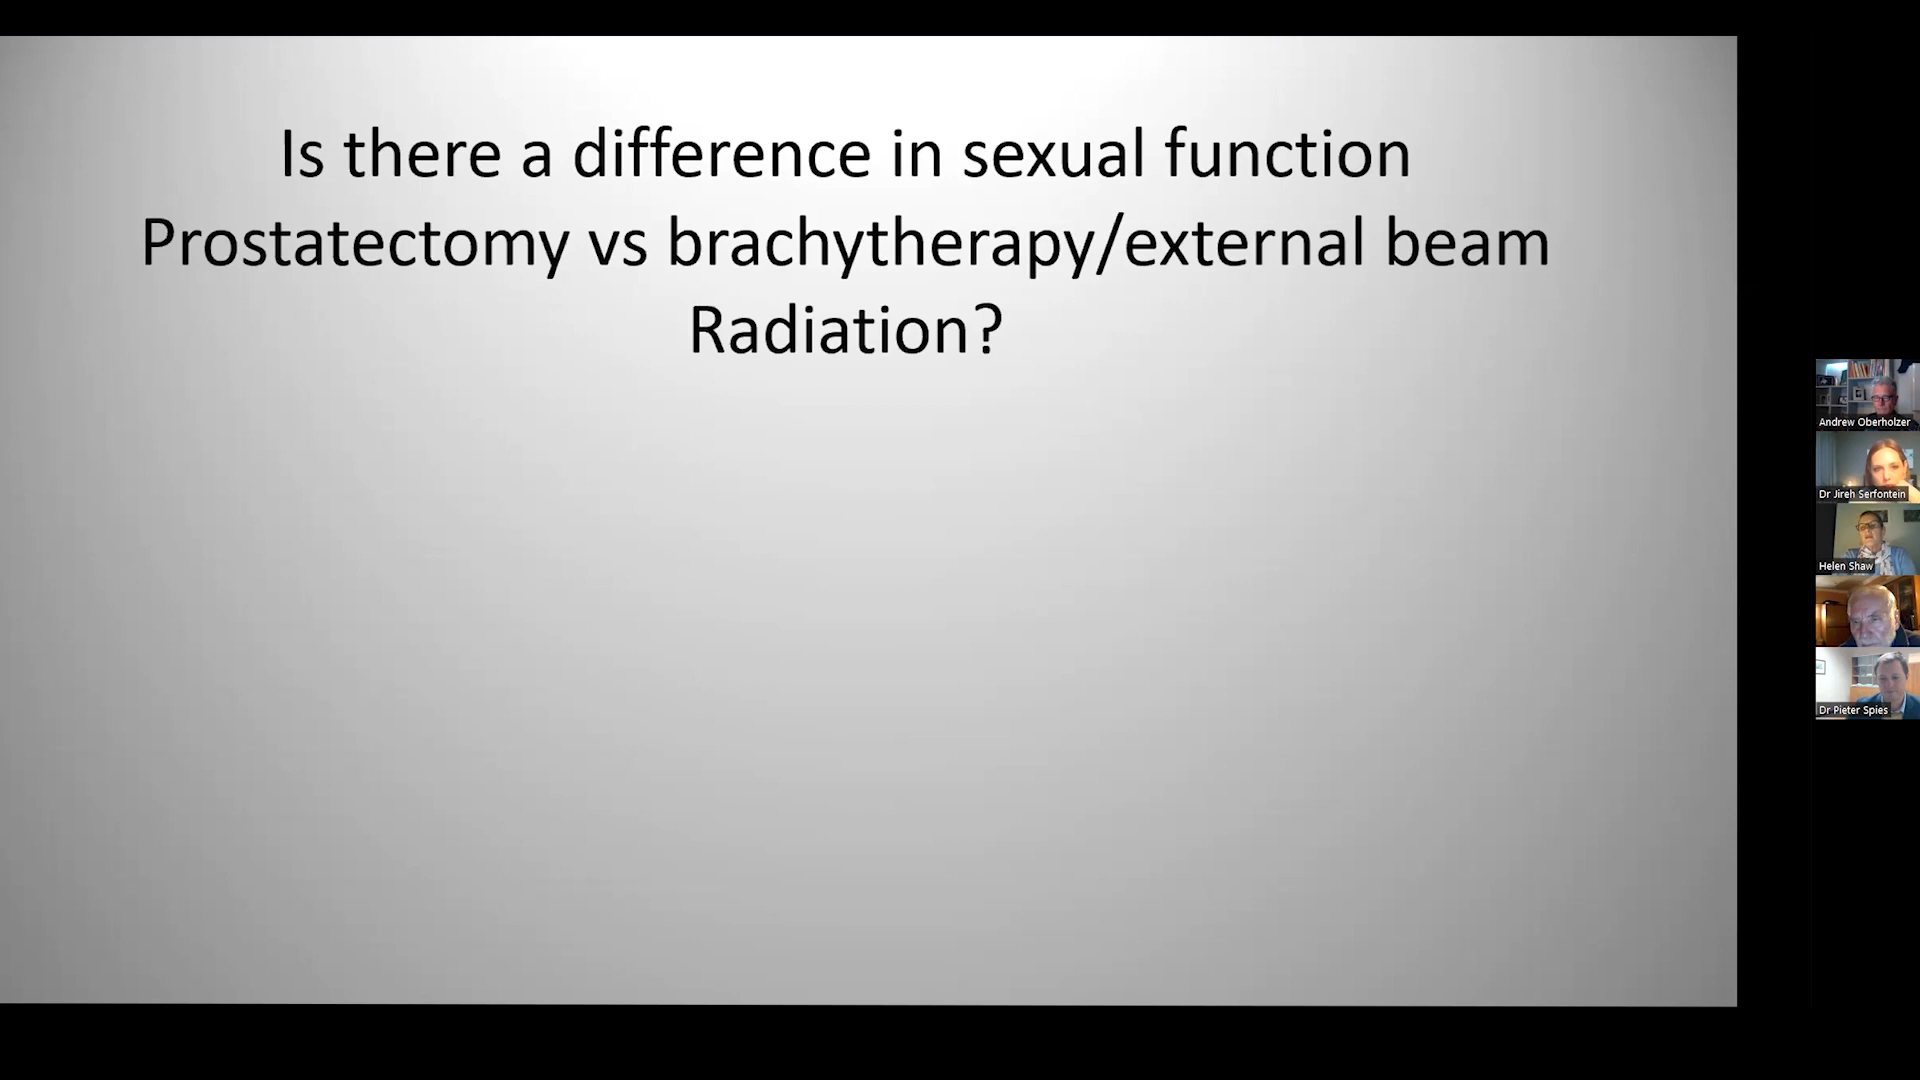 Is there a difference in sexual function
Prostatectomy vs brachytherapy/external beam
Radiation?
Andrew Oberholzer
Dr Jireh Serfontein
Helen Shaw
Dr Pieter Spies